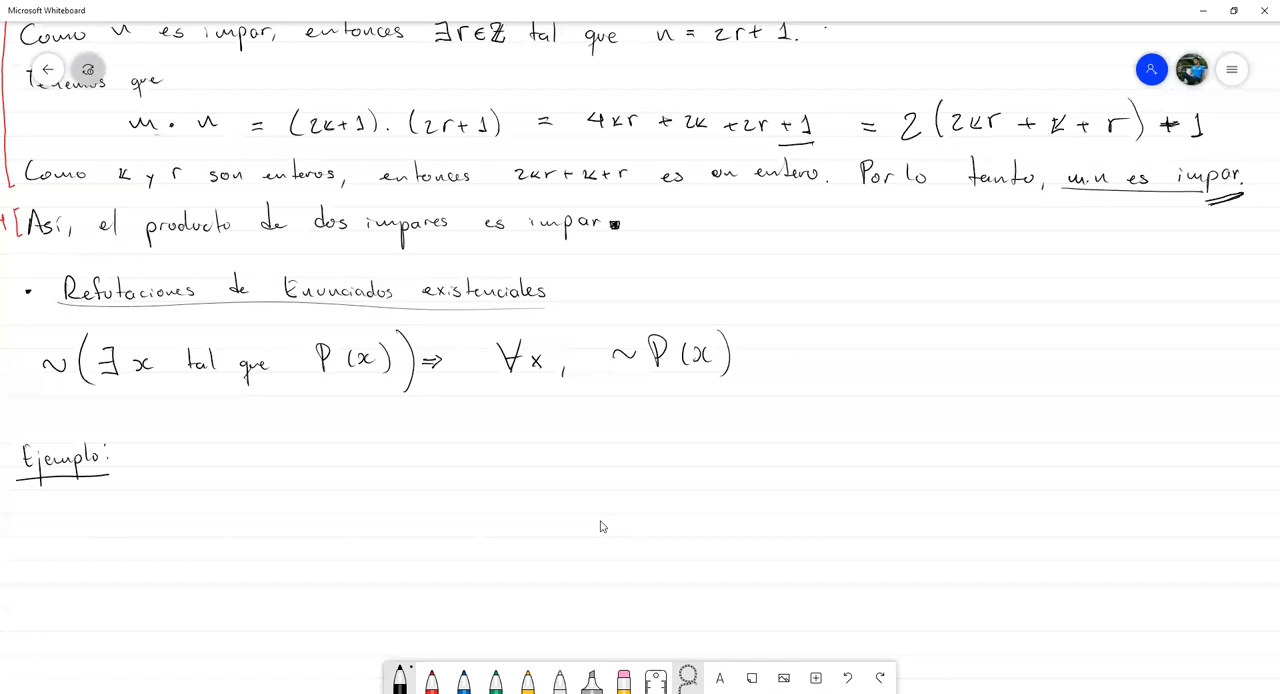 Microsoft Whiteboard
Como n es impar, entonces ∃r∈ℤ tal que n = 2r+1.
Tenemos que
m · n = (2k+1).(2r+1) = 4kr + 2k + 2r + 1 = 2(2kr + k + r) + 1
Como k y r son enteros, entonces 2kr+k+r es un entero. Por lo tanto, m.n es impar.
[Así, el producto de dos impares es impar
• Refutaciones de Enunciados existenciales
~(∃ x tal que P(x)) ⇒ ∀x, ~P(x)
Ejemplo: